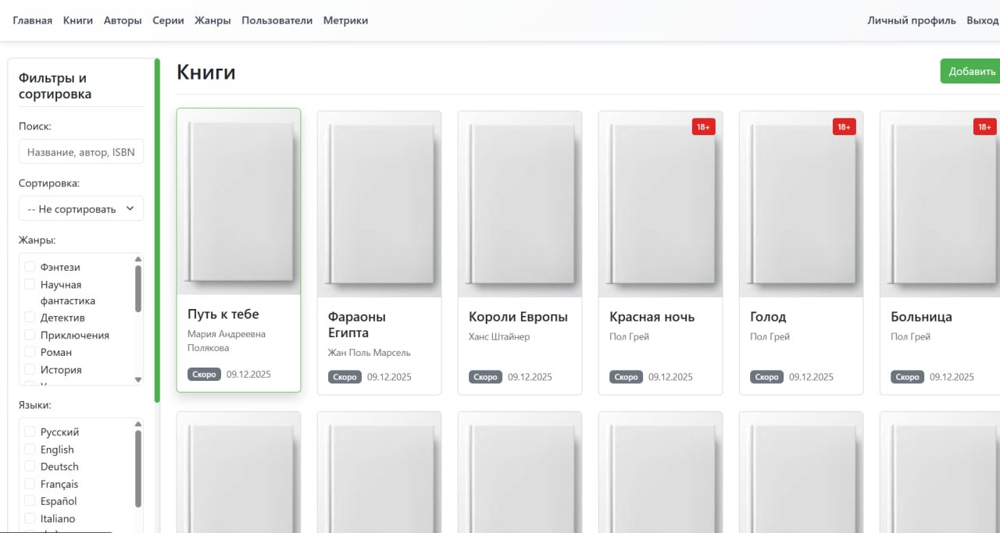 Главная Книги Авторы Серии Жанры Пользователи Метрики Личный профиль Выход
Фильтры и
сортировка
Поиск:
Название, автор, ISBN
Сортировка:
-- Не сортировать
Жанры:
Фэнтези
Научная
фантастика
Детектив
Приключения
Роман
История
Языки:
Русский
English
Deutsch
Français
Español
Italiano
Книги
Добавить
Путь к тебе
Мария Андреевна
Полякова
Скоро 09.12.2025
Фараоны
Египта
Жан Поль Марсель
Скоро 09.12.2025
Короли Европы
Ханс Штайнер
Скоро 09.12.2025
18+
Красная ночь
Пол Грей
Скоро 09.12.2025
18+
Голод
Пол Грей
Скоро 09.12.2025
18+
Больница
Пол Грей
Скоро 09.12.2025